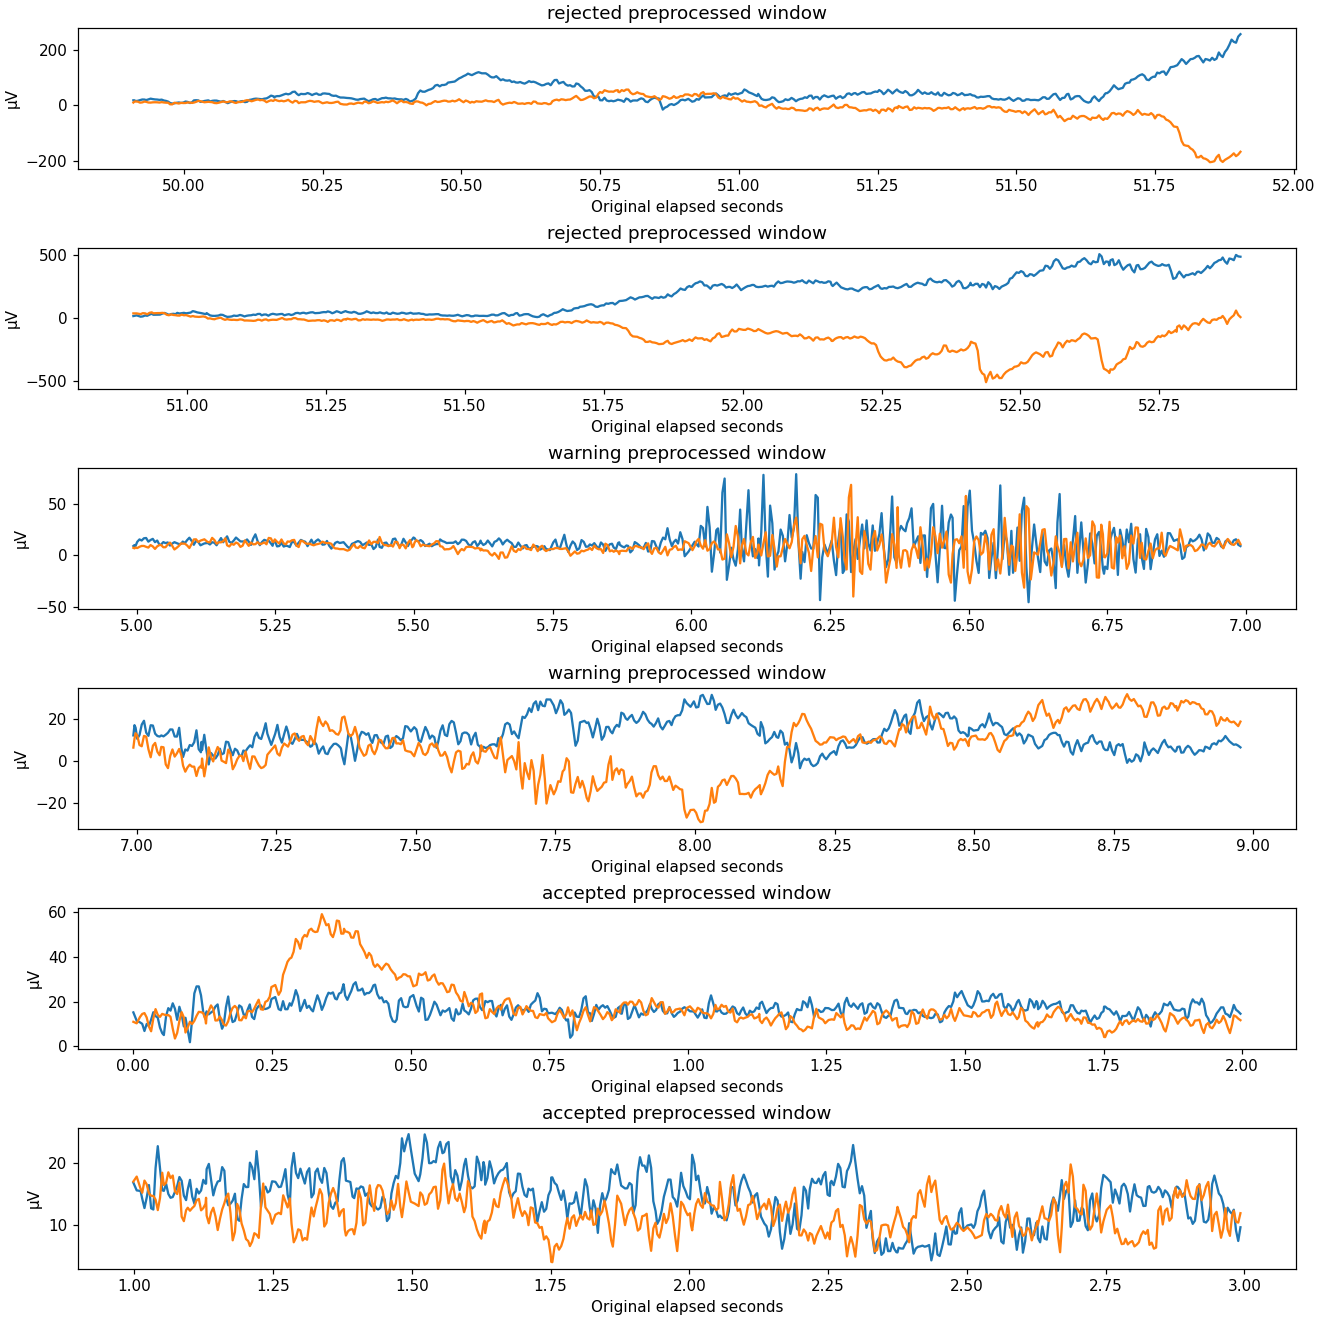 rejected preprocessed window
200
0
−200
µV
50.00 50.25 50.50 50.75 51.00 51.25 51.50 51.75 52.00
Original elapsed seconds
rejected preprocessed window
500
0
−500
µV
51.00 51.25 51.50 51.75 52.00 52.25 52.50 52.75
Original elapsed seconds
warning preprocessed window
50
0
−50
µV
5.00 5.25 5.50 5.75 6.00 6.25 6.50 6.75 7.00
Original elapsed seconds
warning preprocessed window
20
0
−20
µV
7.00 7.25 7.50 7.75 8.00 8.25 8.50 8.75 9.00
Original elapsed seconds
accepted preprocessed window
60
40
20
0
µV
0.00 0.25 0.50 0.75 1.00 1.25 1.50 1.75 2.00
Original elapsed seconds
accepted preprocessed window
20
10
µV
1.00 1.25 1.50 1.75 2.00 2.25 2.50 2.75 3.00
Original elapsed seconds